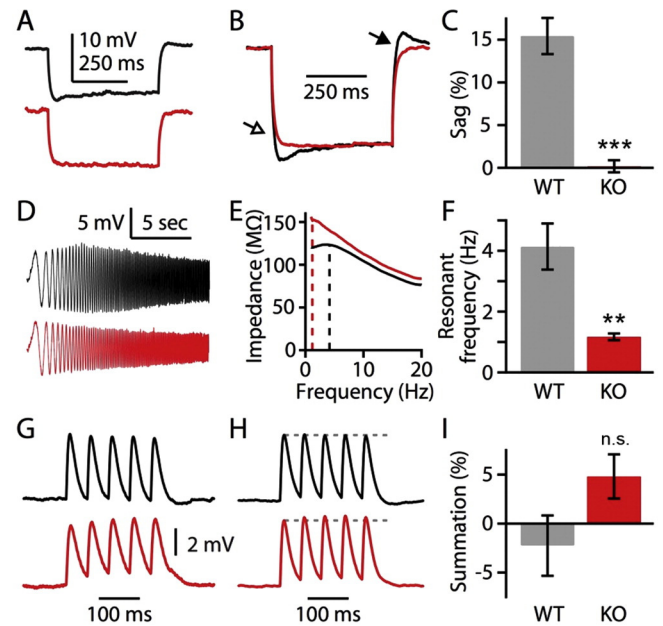 A
10 mV
250 ms
B
250 ms
C
Sag (%)
15
10
5
0
***
WT
KO
D
5 mV
5 sec
E
Impedance (MΩ)
150
100
50
0
0
10
20
Frequency (Hz)
F
Resonant
frequency (Hz)
4
2
0
**
WT
KO
G
2 mV
100 ms
H
100 ms
I
Summation (%)
5
0
-5
n.s.
WT
KO